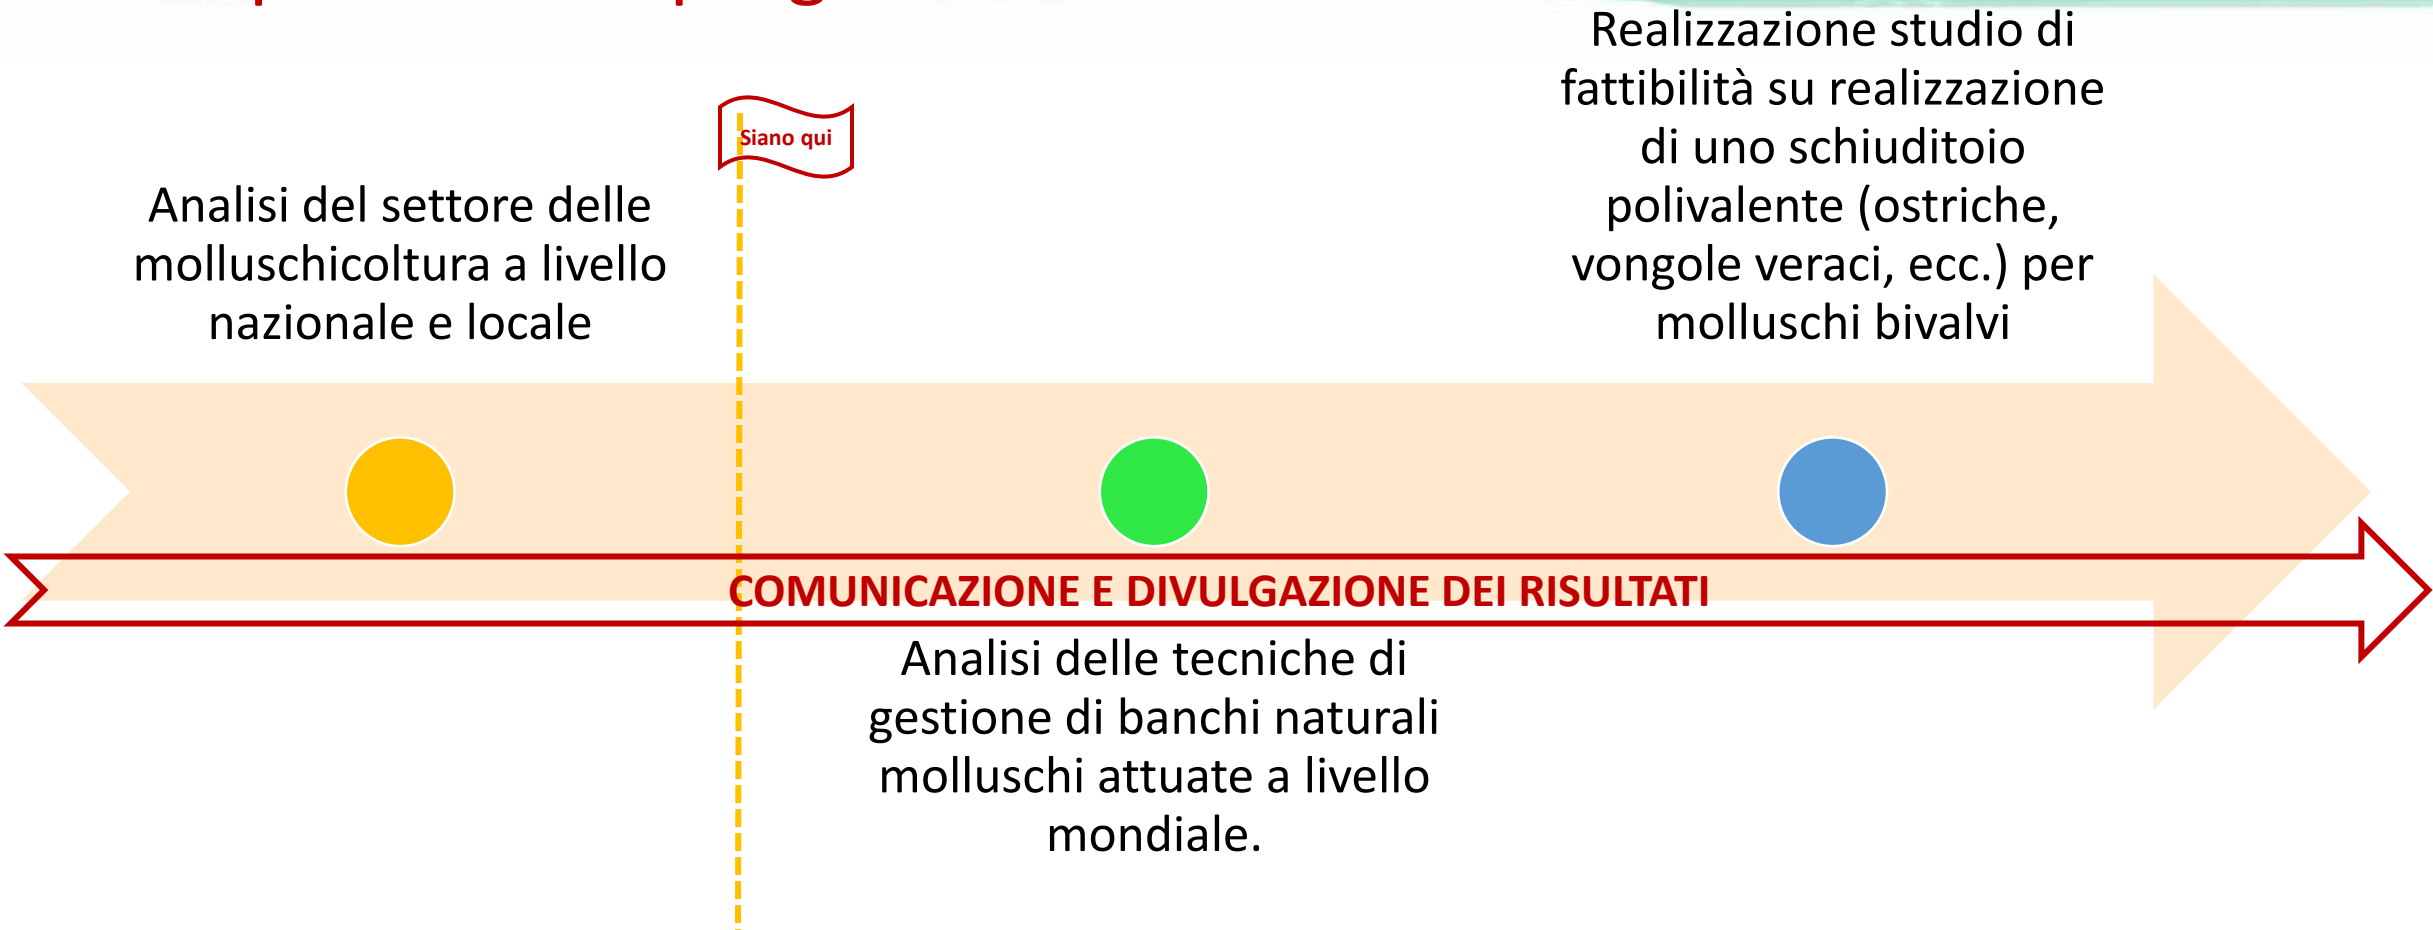 Realizzazione studio di
fattibilità su realizzazione
di uno schiuditoio
polivalente (ostriche,
vongole veraci, ecc.) per
molluschi bivalvi
Siano qui
Analisi del settore delle
molluschicoltura a livello
nazionale e locale
COMUNICAZIONE E DIVULGAZIONE DEI RISULTATI
Analisi delle tecniche di
gestione di banchi naturali
molluschi attuate a livello
mondiale.